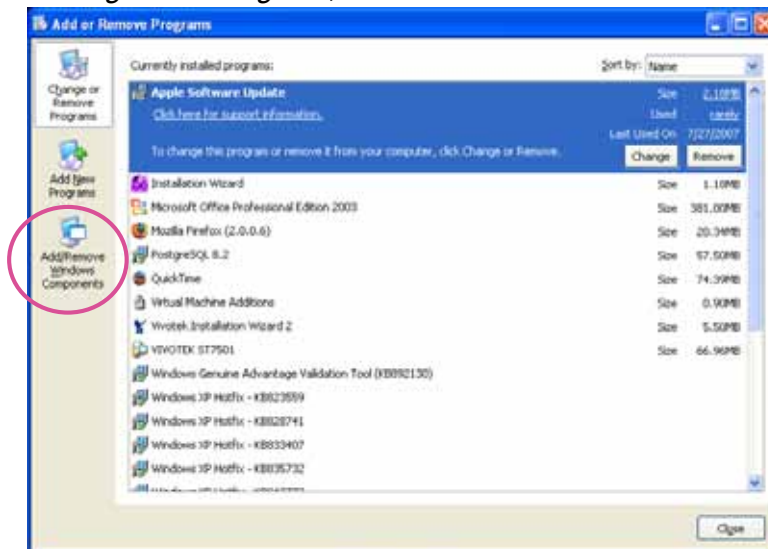 Add or Remove Programs
Change or
Remove
Programs
Add New
Programs
Add/Remove
Windows
Components
Currently installed programs:
Sort by: Name
Apple Software Update
Size 2.18MB
Click here for support information.
Used rarely
Last Used On 7/27/2007
To change this program or remove it from your computer, click Change or Remove.
Change
Remove
Installation Wizard
Size 1.10MB
Microsoft Office Professional Edition 2003
Size 381.00MB
Mozilla Firefox (2.0.0.6)
Size 20.34MB
PostgreSQL 8.2
Size 57.50MB
QuickTime
Size 74.39MB
Virtual Machine Additions
Size 0.90MB
Vivotek Installation Wizard 2
Size 5.50MB
VIVOTEK ST7501
Size 66.96MB
Windows Genuine Advantage Validation Tool (KB892130)
Windows XP Hotfix - KB823559
Windows XP Hotfix - KB828741
Windows XP Hotfix - KB833407
Windows XP Hotfix - KB835732
Close